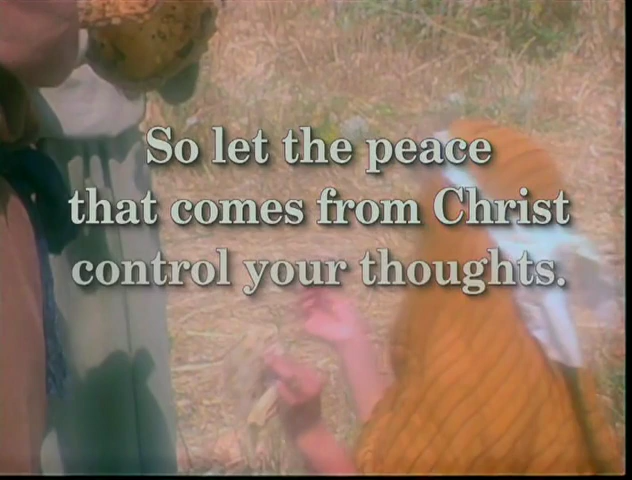 So let the peace
that comes from Christ
control your thoughts.